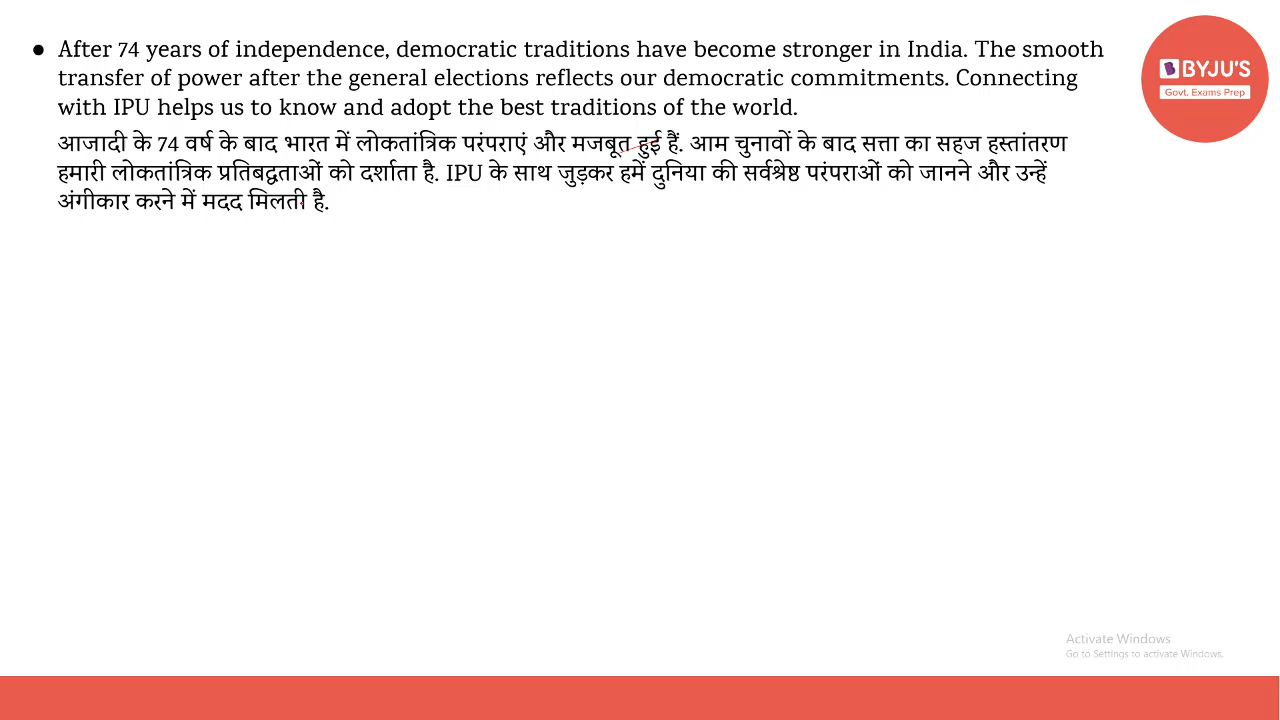 ● After 74 years of independence, democratic traditions have become stronger in India. The smooth
transfer of power after the general elections reflects our democratic commitments. Connecting
with IPU helps us to know and adopt the best traditions of the world.
आजादी के 74 वर्ष के बाद भारत में लोकतांत्रिक परंपराएं और मजबूत हुई हैं. आम चुनावों के बाद सत्ता का सहज हस्तांतरण
हमारी लोकतांत्रिक प्रतिबद्धताओं को दर्शाता है. IPU के साथ जुड़कर हमें दुनिया की सर्वश्रेष्ठ परंपराओं को जानने और उन्हें
अंगीकार करने में मदद मिलती है.
BYJU'S
Govt. Exams Prep
Activate Windows
Go to Settings to activate Windows.